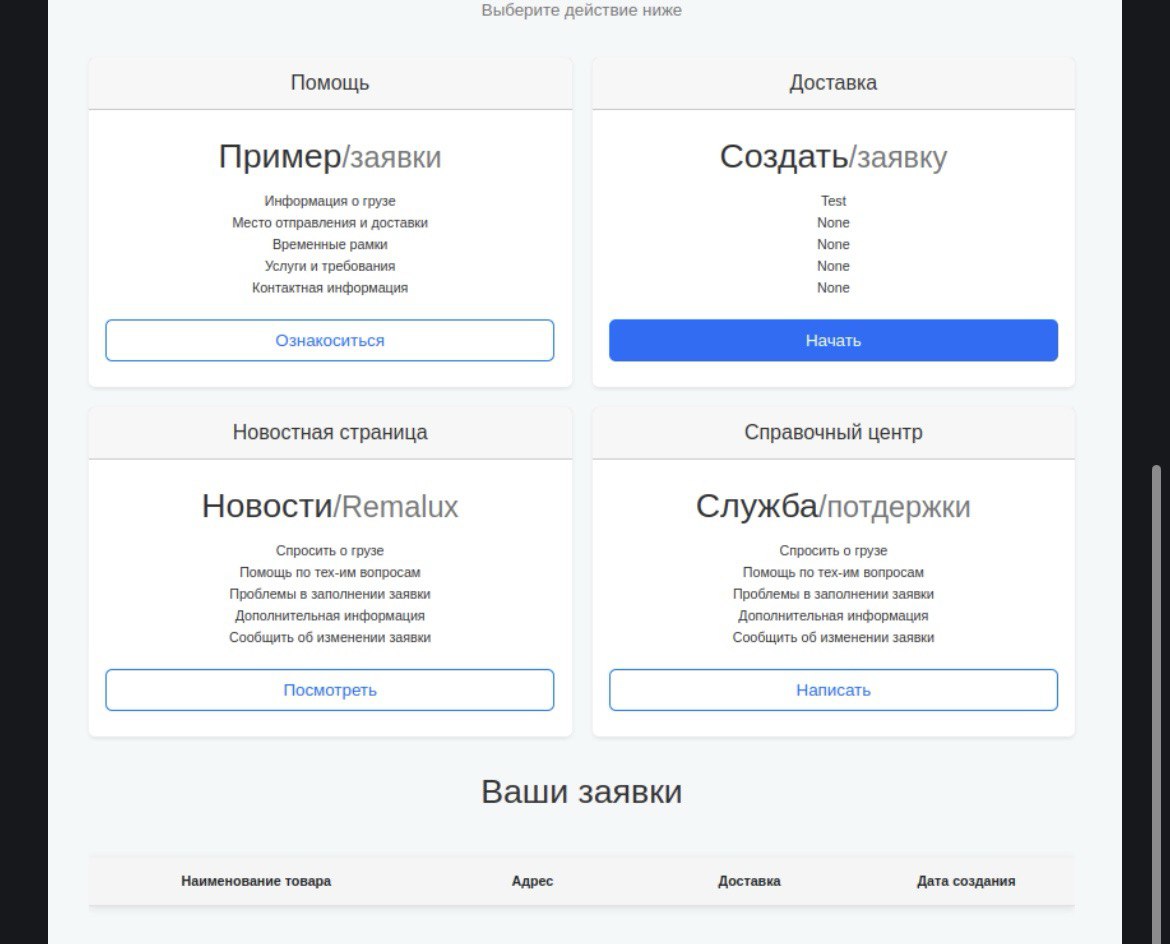 Выберите действие ниже
Помощь
Пример/заявки
Информация о грузе
Место отправления и доставки
Временные рамки
Услуги и требования
Контактная информация
Ознакоситься
Доставка
Создать/заявку
Test
None
None
None
None
Начать
Новостная страница
Новости/Remalux
Спросить о грузе
Помощь по тех-им вопросам
Проблемы в заполнении заявки
Дополнительная информация
Сообщить об изменении заявки
Посмотреть
Справочный центр
Служба/потдержки
Спросить о грузе
Помощь по тех-им вопросам
Проблемы в заполнении заявки
Дополнительная информация
Сообщить об изменении заявки
Написать
Ваши заявки
Наименование товара Адрес Доставка Дата создания